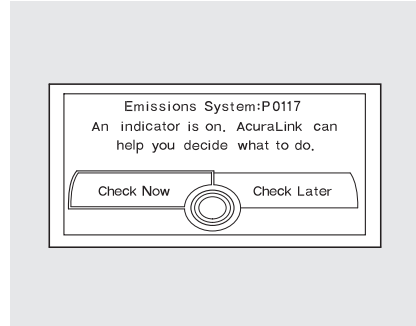 Emissions System:P0117
An indicator is on. AcuraLink can
help you decide what to do.
Check Now
Check Later